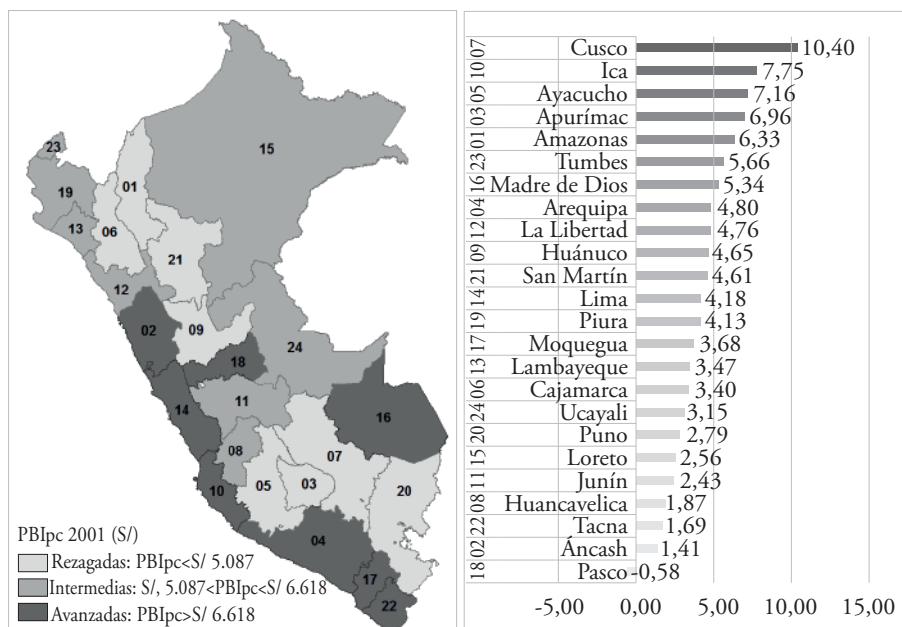 23
15
19
01
13
06
21
12
02
09
24
18
11
14
16
08
07
10
05
03
20
04
17
22
PBIpc 2001 (S/)
Rezagadas: PBIpc<S/ 5.087
Intermedias: S/, 5.087<PBIpc<S/ 6.618
Avanzadas: PBIpc>S/ 6.618
07 Cusco 10,40
10 Ica 7,75
05 Ayacucho 7,16
03 Apurímac 6,96
01 Amazonas 6,33
23 Tumbes 5,66
16 Madre de Dios 5,34
04 Arequipa 4,80
12 La Libertad 4,76
09 Huánuco 4,65
21 San Martín 4,61
14 Lima 4,18
19 Piura 4,13
17 Moquegua 3,68
13 Lambayeque 3,47
06 Cajamarca 3,40
24 Ucayali 3,15
20 Puno 2,79
15 Loreto 2,56
11 Junín 2,43
08 Huancavelica 1,87
22 Tacna 1,69
02 Áncash 1,41
18 Pasco -0,58
-5,00 0,00 5,00 10,00 15,00